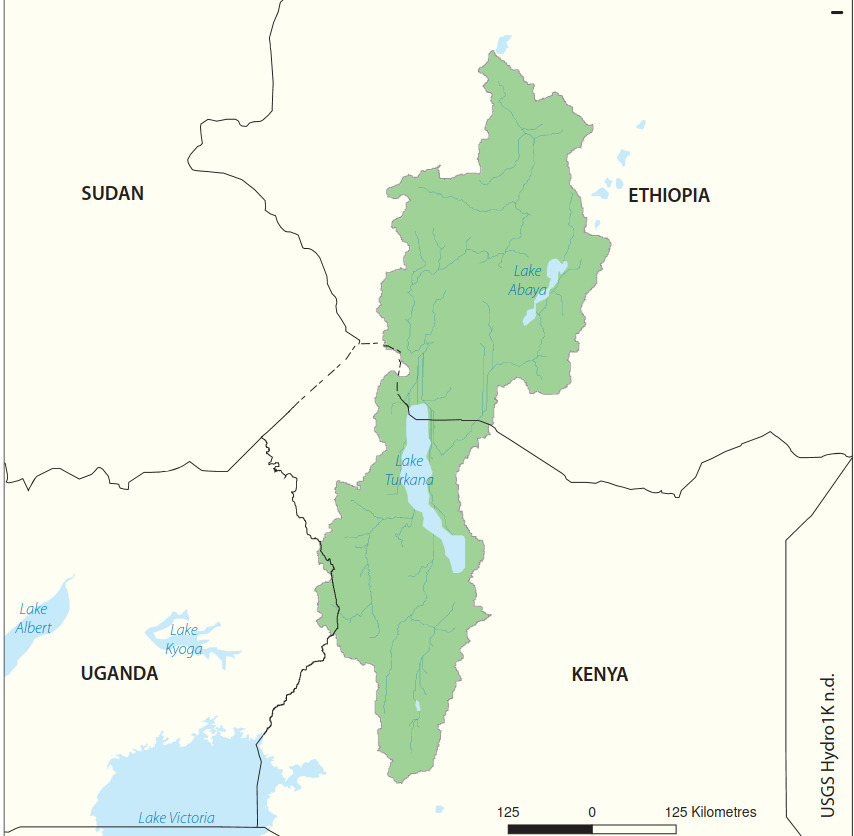 SUDAN
ETHIOPIA
Lake
Abaya
Lake
Turkana
Lake
Albert
Lake
Kyoga
UGANDA
KENYA
Lake Victoria
125 0 125 Kilometres
USGS Hydro1K n.d.